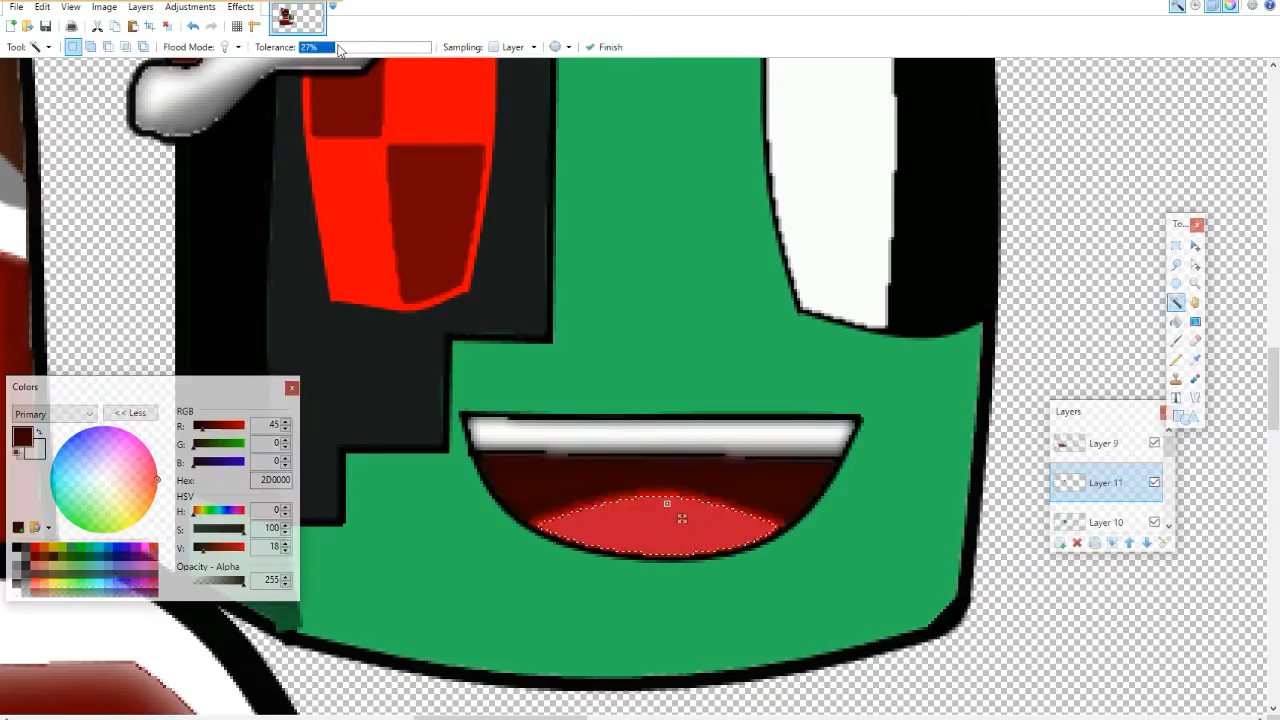 File Edit View Image Layers Adjustments Effects
Tool: Flood Mode: Tolerance: 27% Sampling: Layer Finish
To...
Colors
Primary << Less
RGB
R: 45
G: 0
B: 0
Hex: 2D0000
HSV
H: 0
S: 100
V: 18
Opacity - Alpha
255
Layers
Layer 9
Layer 11
Layer 10